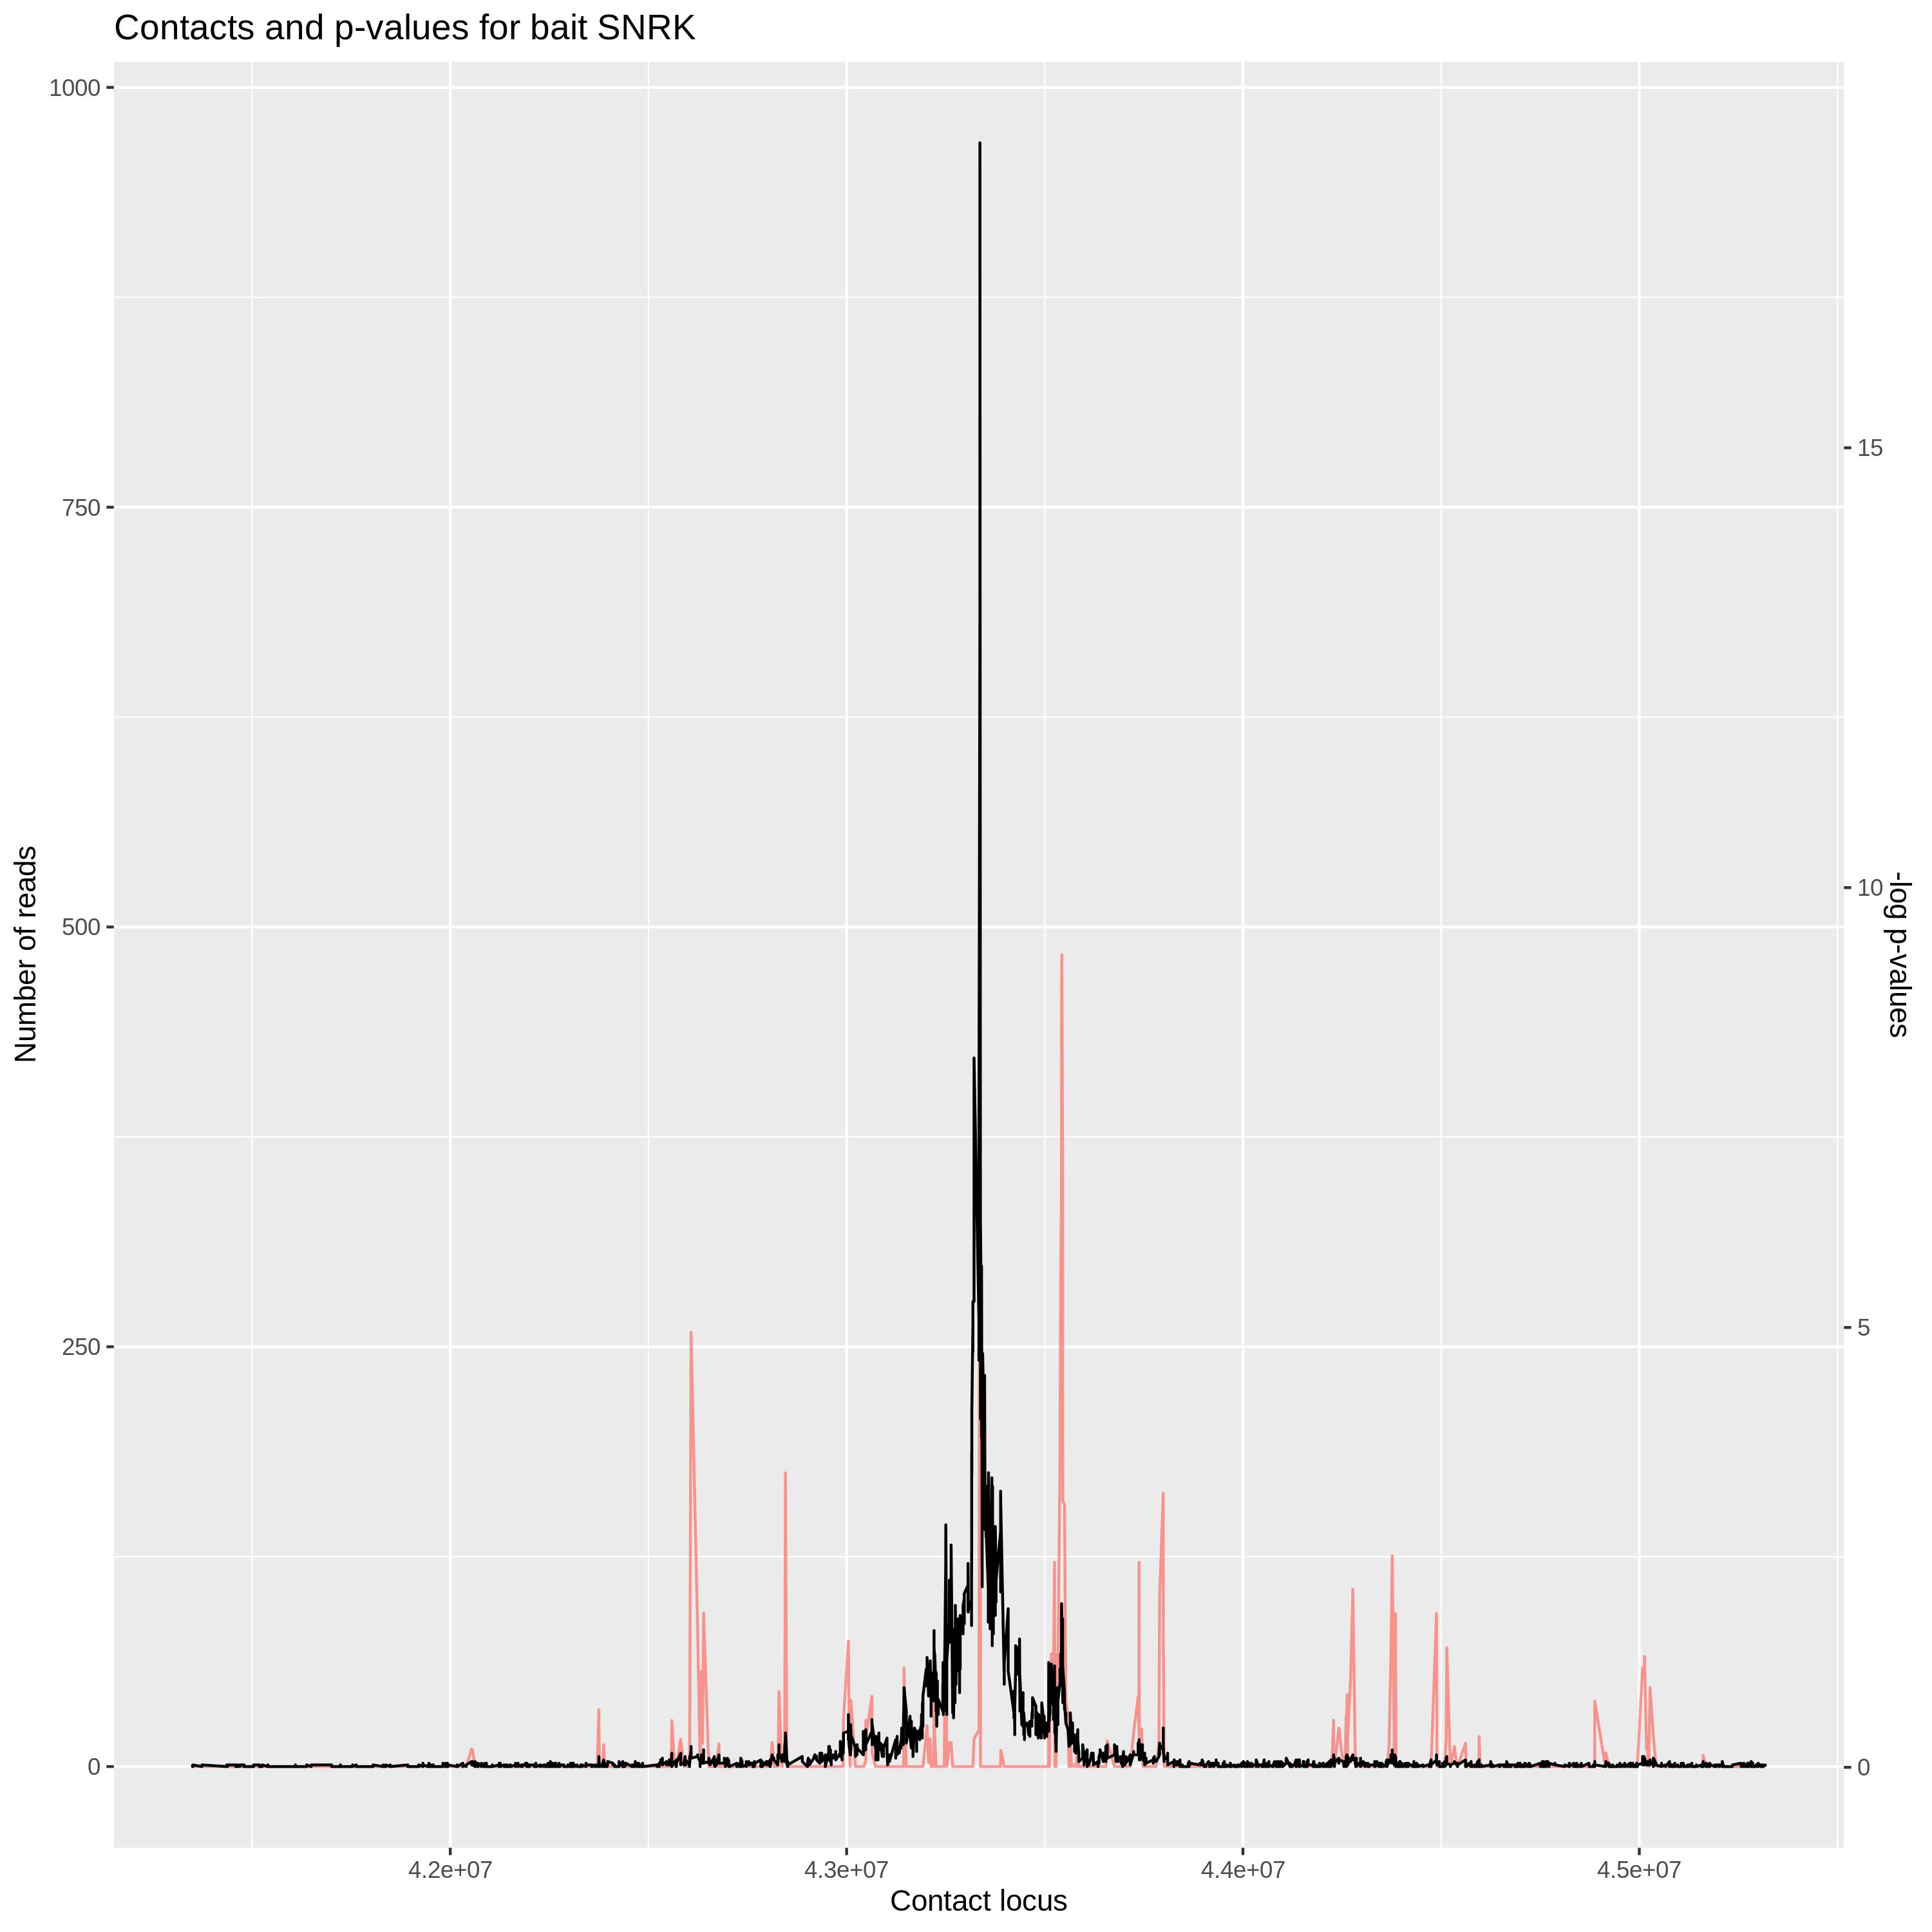 Contacts and p-values for bait SNRK
1000
750
500
250
0
Number of reads
15
10
5
0
-log p-values
4.2e+07
4.3e+07
4.4e+07
4.5e+07
Contact locus